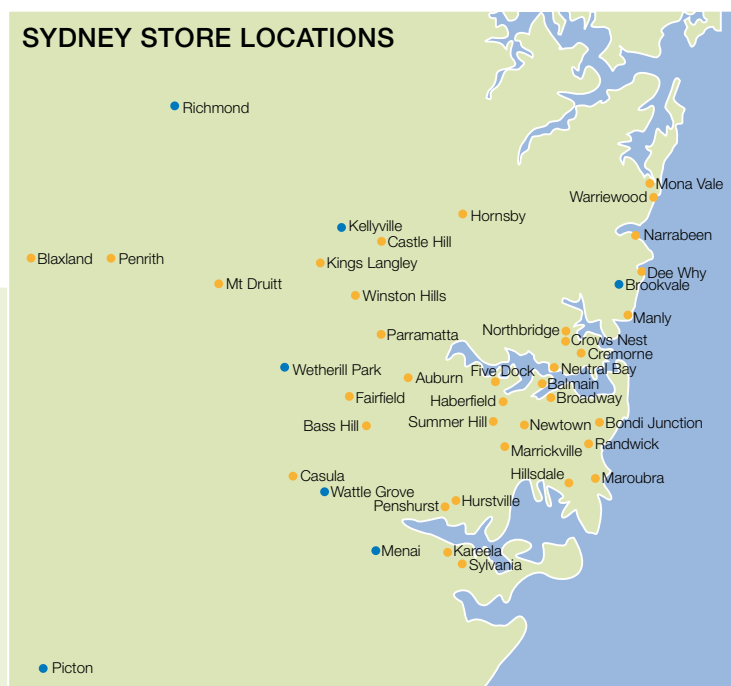 SYDNEY STORE LOCATIONS
Richmond
Mona Vale
Warriewood
Hornsby
Kellyville
Narrabeen
Castle Hill
Blaxland
Penrith
Kings Langley
Dee Why
Mt Druitt
Brookvale
Winston Hills
Manly
Northbridge
Parramatta
Crows Nest
Cremorne
Wetherill Park
Five Dock
Neutral Bay
Auburn
Balmain
Fairfield
Haberfield
Broadway
Bass Hill
Summer Hill
Newtown
Bondi Junction
Marrickville
Randwick
Casula
Hillsdale
Maroubra
Wattle Grove
Penshurst
Hurstville
Menai
Kareela
Sylvania
Picton